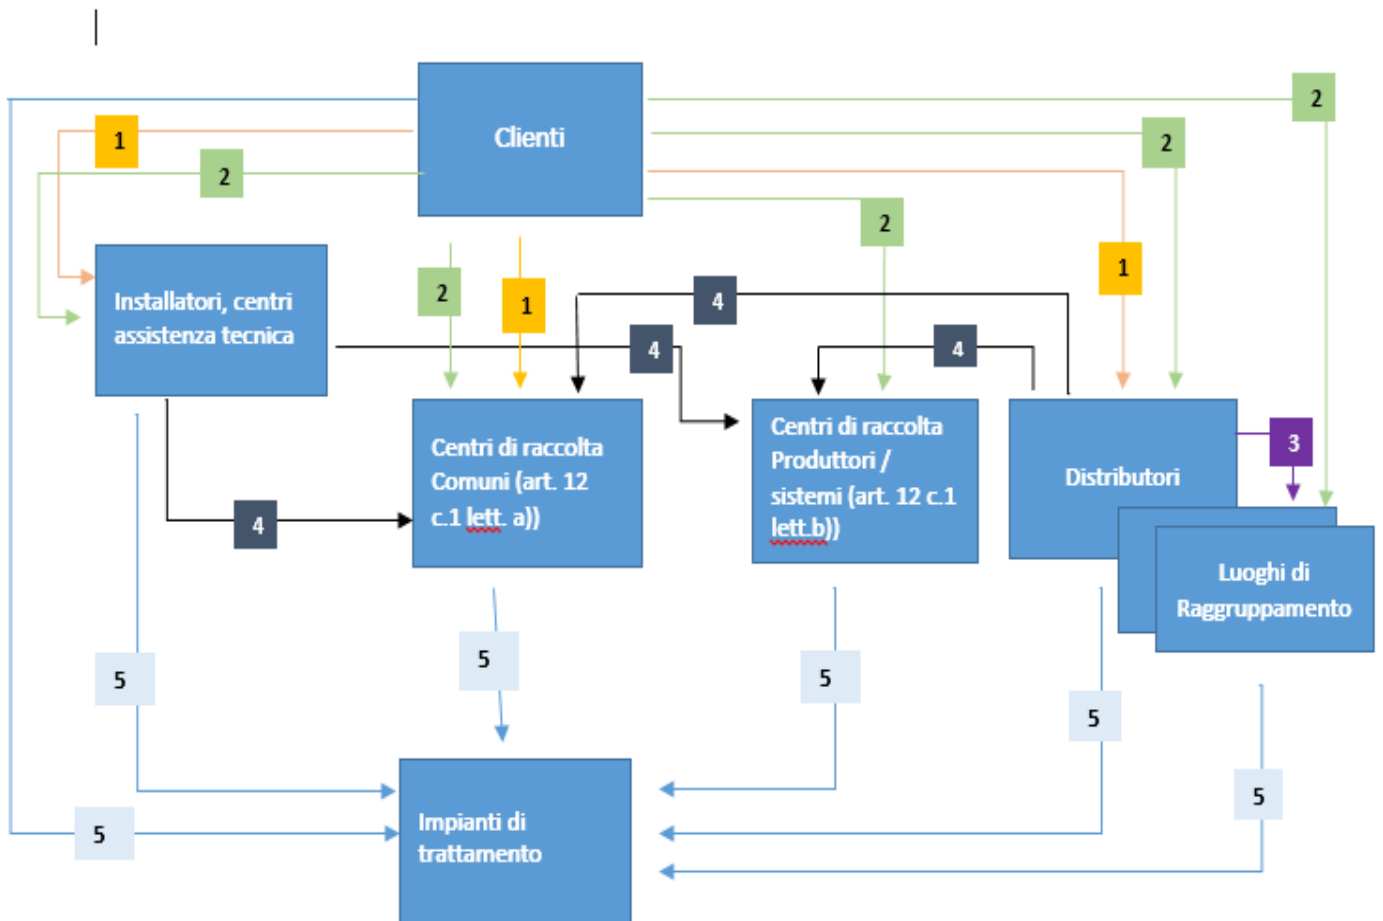 Clienti
2
2
1
2
2
2
1
1
4
4
4
3
Installatori, centri
assistenza tecnica
Centri di raccolta
Comuni (art. 12
c.1 lett. a))
Centri di raccolta
Produttori /
sistemi (art. 12 c.1
lett.b))
Distributori
Luoghi di
Raggruppamento
4
5
5
5
5
5
5
Impianti di
trattamento